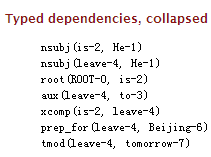 Typed dependencies, collapsed
nsubj(is-2, He-1)
nsubj(leave-4, He-1)
root(ROOT-0, is-2)
aux(leave-4, to-3)
xcomp(is-2, leave-4)
prep_for(leave-4, Beijing-6)
tmod(leave-4, tomorrow-7)